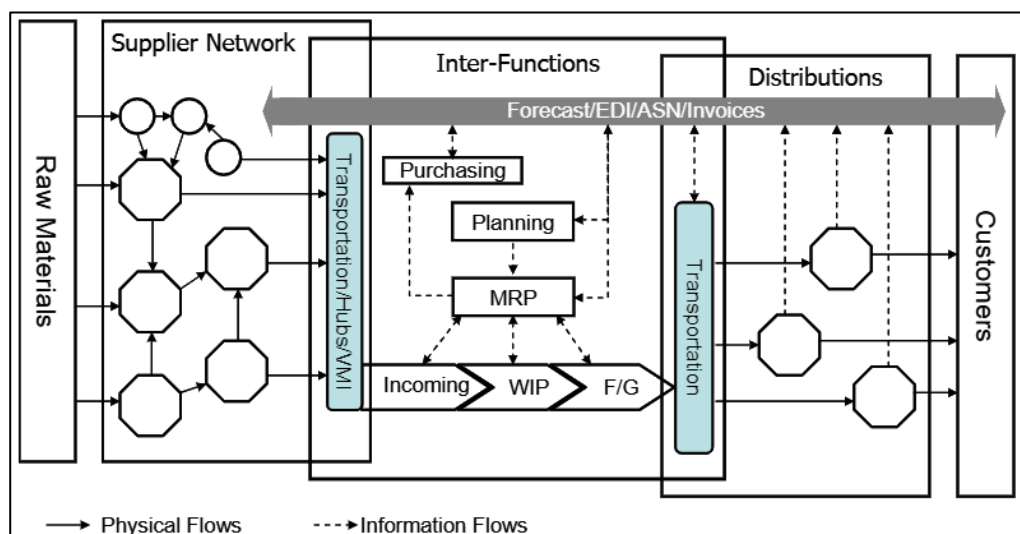 Supplier Network
Inter-Functions
Distributions
Forecast/EDI/ASN/Invoices
Raw Materials
Transportation/Hubs/VMI
Purchasing
Planning
MRP
Incoming
WIP
F/G
Transportation
Customers
Physical Flows
Information Flows